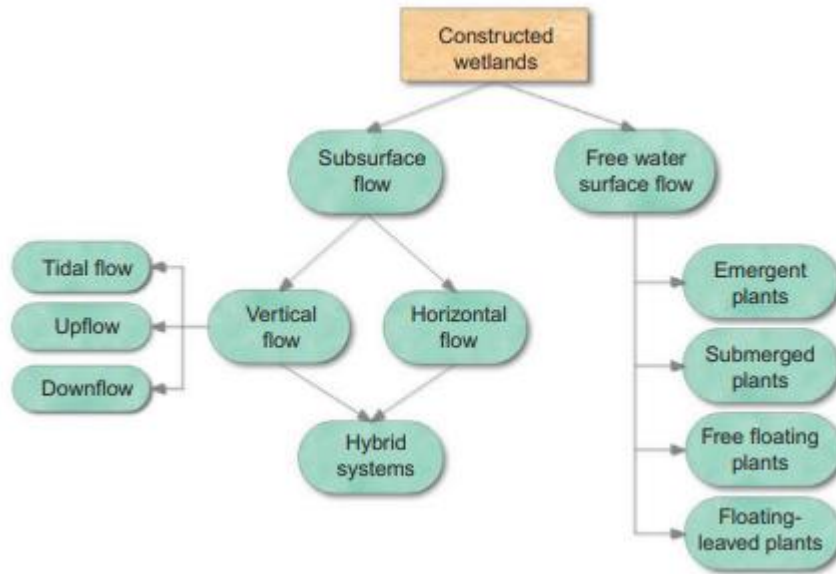 Constructed
wetlands
Subsurface
flow
Free water
surface flow
Tidal flow
Upflow
Downflow
Vertical
flow
Horizontal
flow
Hybrid
systems
Emergent
plants
Submerged
plants
Free floating
plants
Floating-
leaved plants